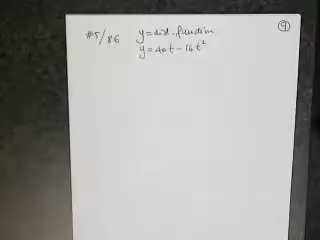 #5/86 y=dist. function
y=40t-16t²
9